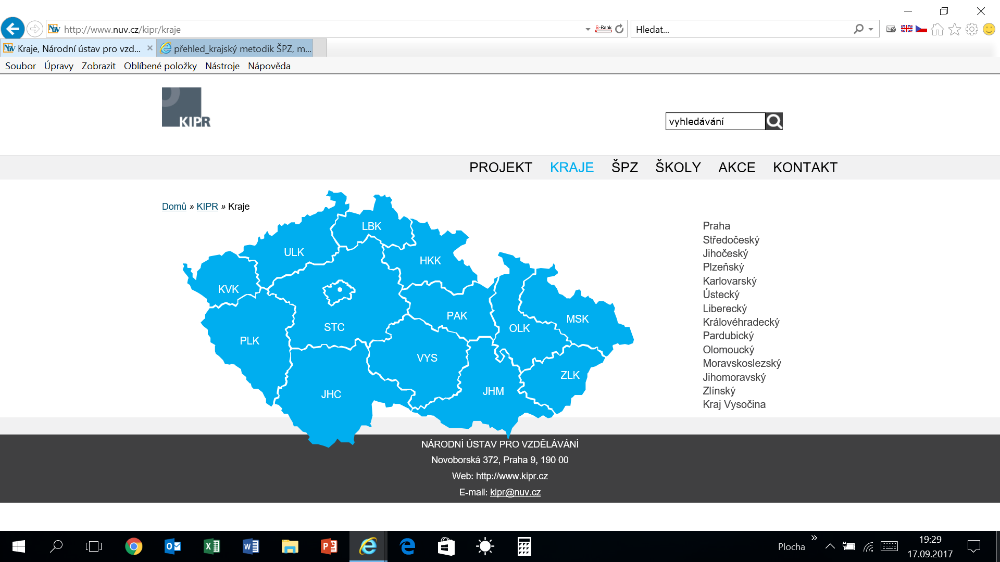 http://www.nuv.cz/kipr/kraje
S-Rank
Hledat...
Kraje, Národní ústav pro vzd...
přehled_krajský metodik ŠPZ, m...
Soubor Úpravy Zobrazit Oblíbené položky Nástroje Nápověda
KIPR
vyhledávání
PROJEKT KRAJE ŠPZ ŠKOLY AKCE KONTAKT
Domů » KIPR » Kraje
LBK
ULK
HKK
KVK
PAK
MSK
STC
OLK
PLK
VYS
ZLK
JHC
JHM
Praha
Středočeský
Jihočeský
Plzeňský
Karlovarský
Ústecký
Liberecký
Královéhradecký
Pardubický
Olomoucký
Moravskoslezský
Jihomoravský
Zlínský
Kraj Vysočina
NÁRODNÍ ÚSTAV PRO VZDĚLÁVÁNÍ
Novoborská 372, Praha 9, 190 00
Web: http://www.kipr.cz
E-mail: kipr@nuv.cz
Plocha
19:29
17.09.2017